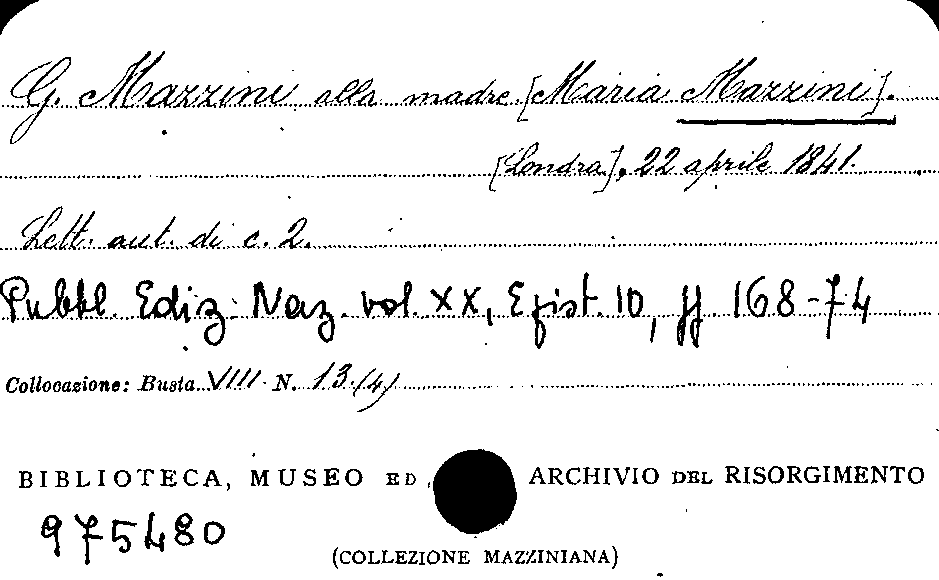 G. Mazzini alla madre [Maria Mazzini].
[Londra], 22 aprile 1841.
Lett. aut. di c. 2.
Pubbl. Ediz. Naz. vol. XX, Epist. 10, pp. 168-74
Collocazione: Busta VIII N. 13.(4)
BIBLIOTECA, MUSEO ED ARCHIVIO DEL RISORGIMENTO
975480
(COLLEZIONE MAZZINIANA)